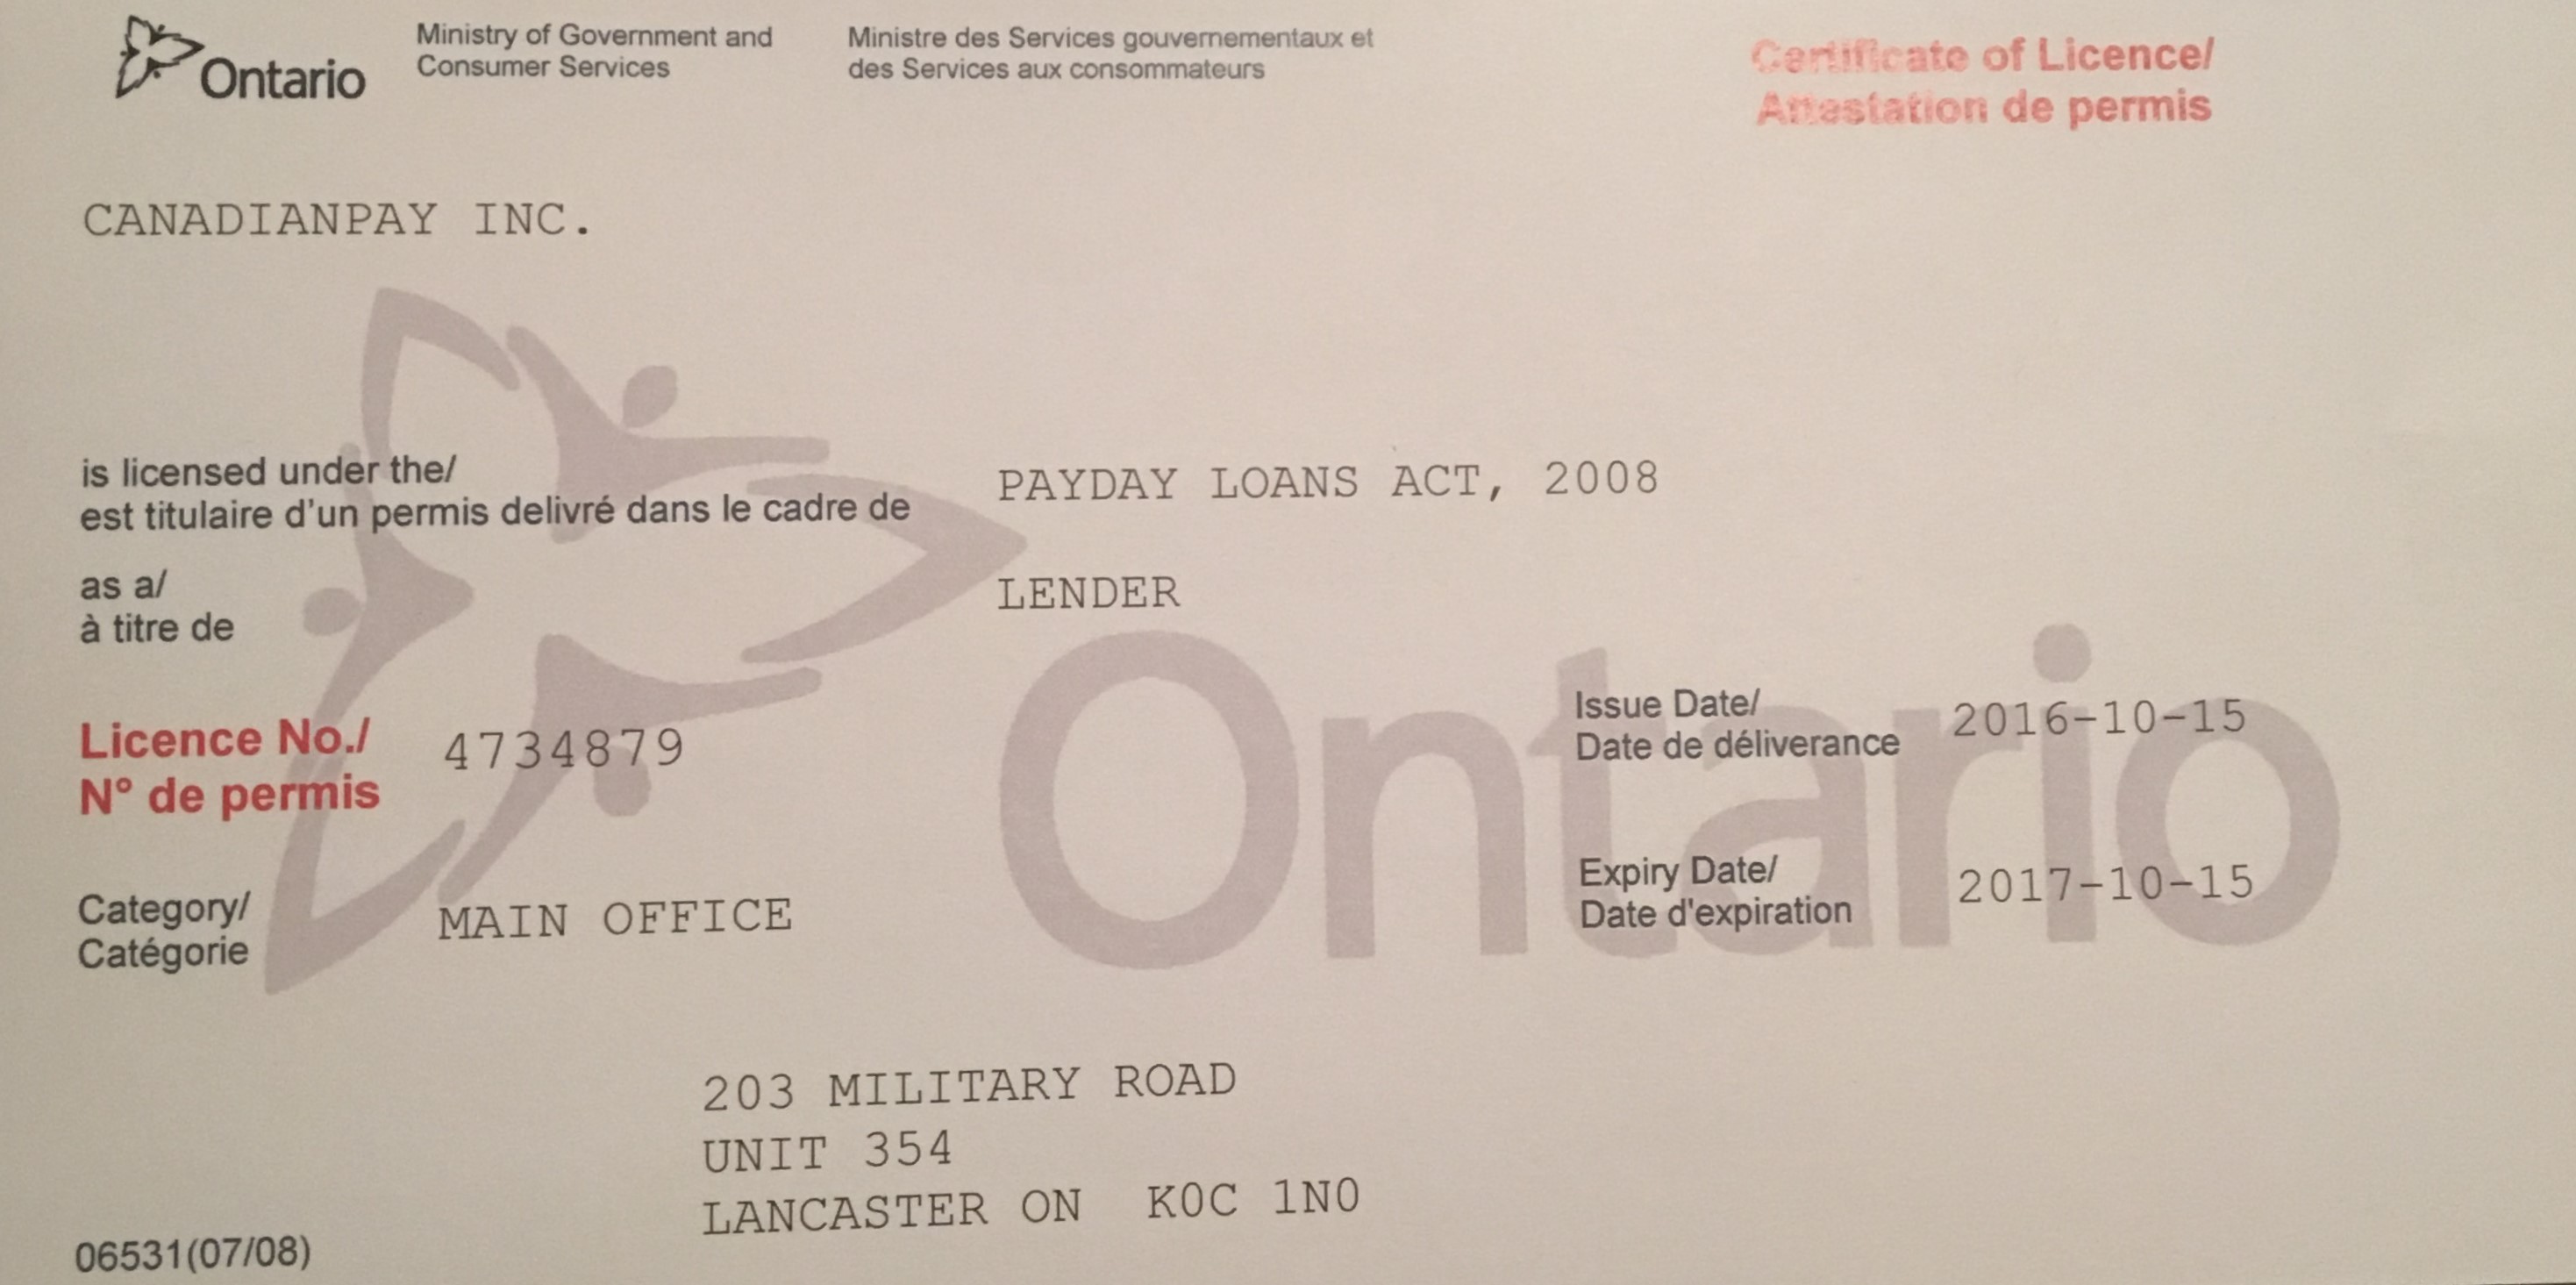 Ontario
Ministry of Government and
Consumer Services
Ministre des Services gouvernementaux et
des Services aux consommateurs
Certificate of Licence/
Attestation de permis
CANADIANPAY INC.
is licensed under the/
est titulaire d'un permis delivré dans le cadre de
PAYDAY LOANS ACT, 2008
as a/
à titre de
LENDER
Ontario
Licence No./
N° de permis
4734879
Issue Date/
Date de déliverance
2016-10-15
Category/
Catégorie
MAIN OFFICE
Expiry Date/
Date d'expiration
2017-10-15
203 MILITARY ROAD
UNIT 354
LANCASTER ON K0C 1N0
06531(07/08)